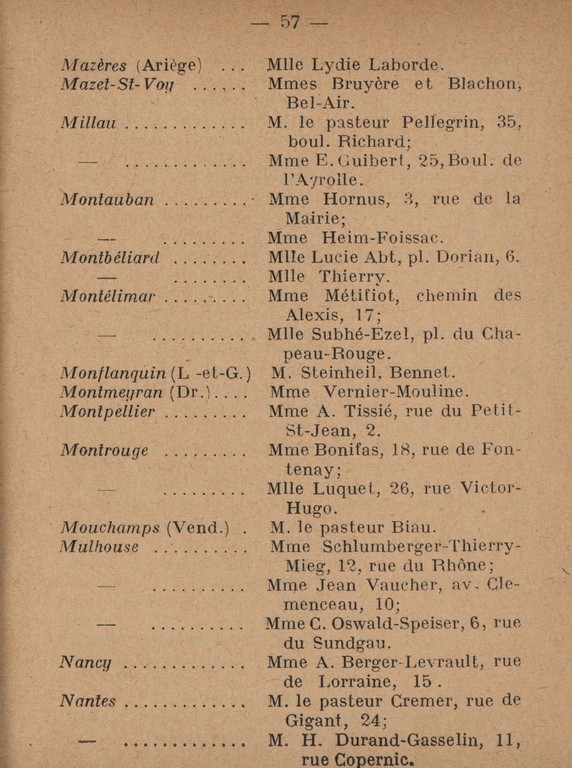 — 57 —
Mazères (Ariège) ... Mlle Lydie Laborde.
Mazet-St-Voy ...... Mmes Bruyère et Blachon,
Bel-Air.
Millau ............. M. le pasteur Pellegrin, 35,
boul. Richard;
— ............. Mme E. Guibert, 25, Boul. de
l'Ayrolle.
Montauban .......... Mme Hornus, 3, rue de la
Mairie;
— ......... Mme Heim-Foissac.
Montbéliard ........ Mlle Lucie Abt, pl. Dorian, 6.
— ........ Mlle Thierry.
Montélimar ......... Mme Métifiot, chemin des
Alexis, 17;
— .......... Mlle Subhé-Ezel, pl. du Cha-
peau-Rouge.
Monflanquin (L -et-G.) M. Steinheil, Bennet.
Montmeyran (Dr.).... Mme Vernier-Mouline.
Montpellier ......... Mme A. Tissié, rue du Petit-
St-Jean, 2.
Montrouge ......... Mme Bonifas, 18, rue de Fon-
tenay;
— ......... Mlle Luquet, 26, rue Victor-
Hugo.
Mouchamps (Vend.) . M. le pasteur Biau.
Mulhouse .......... Mme Schlumberger-Thierry-
Mieg, 12, rue du Rhône;
— .......... Mme Jean Vaucher, av. Cle-
menceau, 10;
— .......... Mme C. Oswald-Speiser, 6, rue
du Sundgau.
Nancy ............. Mme A. Berger-Levrault, rue
de Lorraine, 15.
Nantes ............. M. le pasteur Cremer, rue de
Gigant, 24;
— ............. M. H. Durand-Gasselin, 11,
rue Copernic.